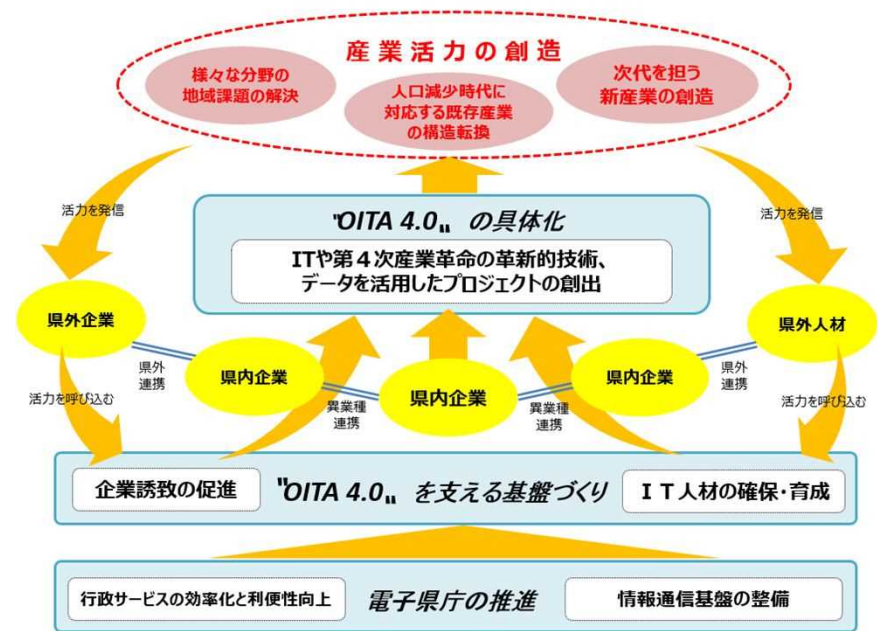 産業活力の創造
様々な分野の
地域課題の解決
人口減少時代に
対応する既存産業
の構造転換
次代を担う
新産業の創造
活力を発信
活力を発信
"OITA 4.0" の具体化
ITや第4次産業革命の革新的技術、
データを活用したプロジェクトの創出
県外企業
県外人材
県外
連携
県内企業
異業種
連携
県内企業
異業種
連携
県内企業
県外
連携
活力を呼び込む
活力を呼び込む
企業誘致の促進
"OITA 4.0" を支える基盤づくり
IT人材の確保・育成
行政サービスの効率化と利便性向上
電子県庁の推進
情報通信基盤の整備